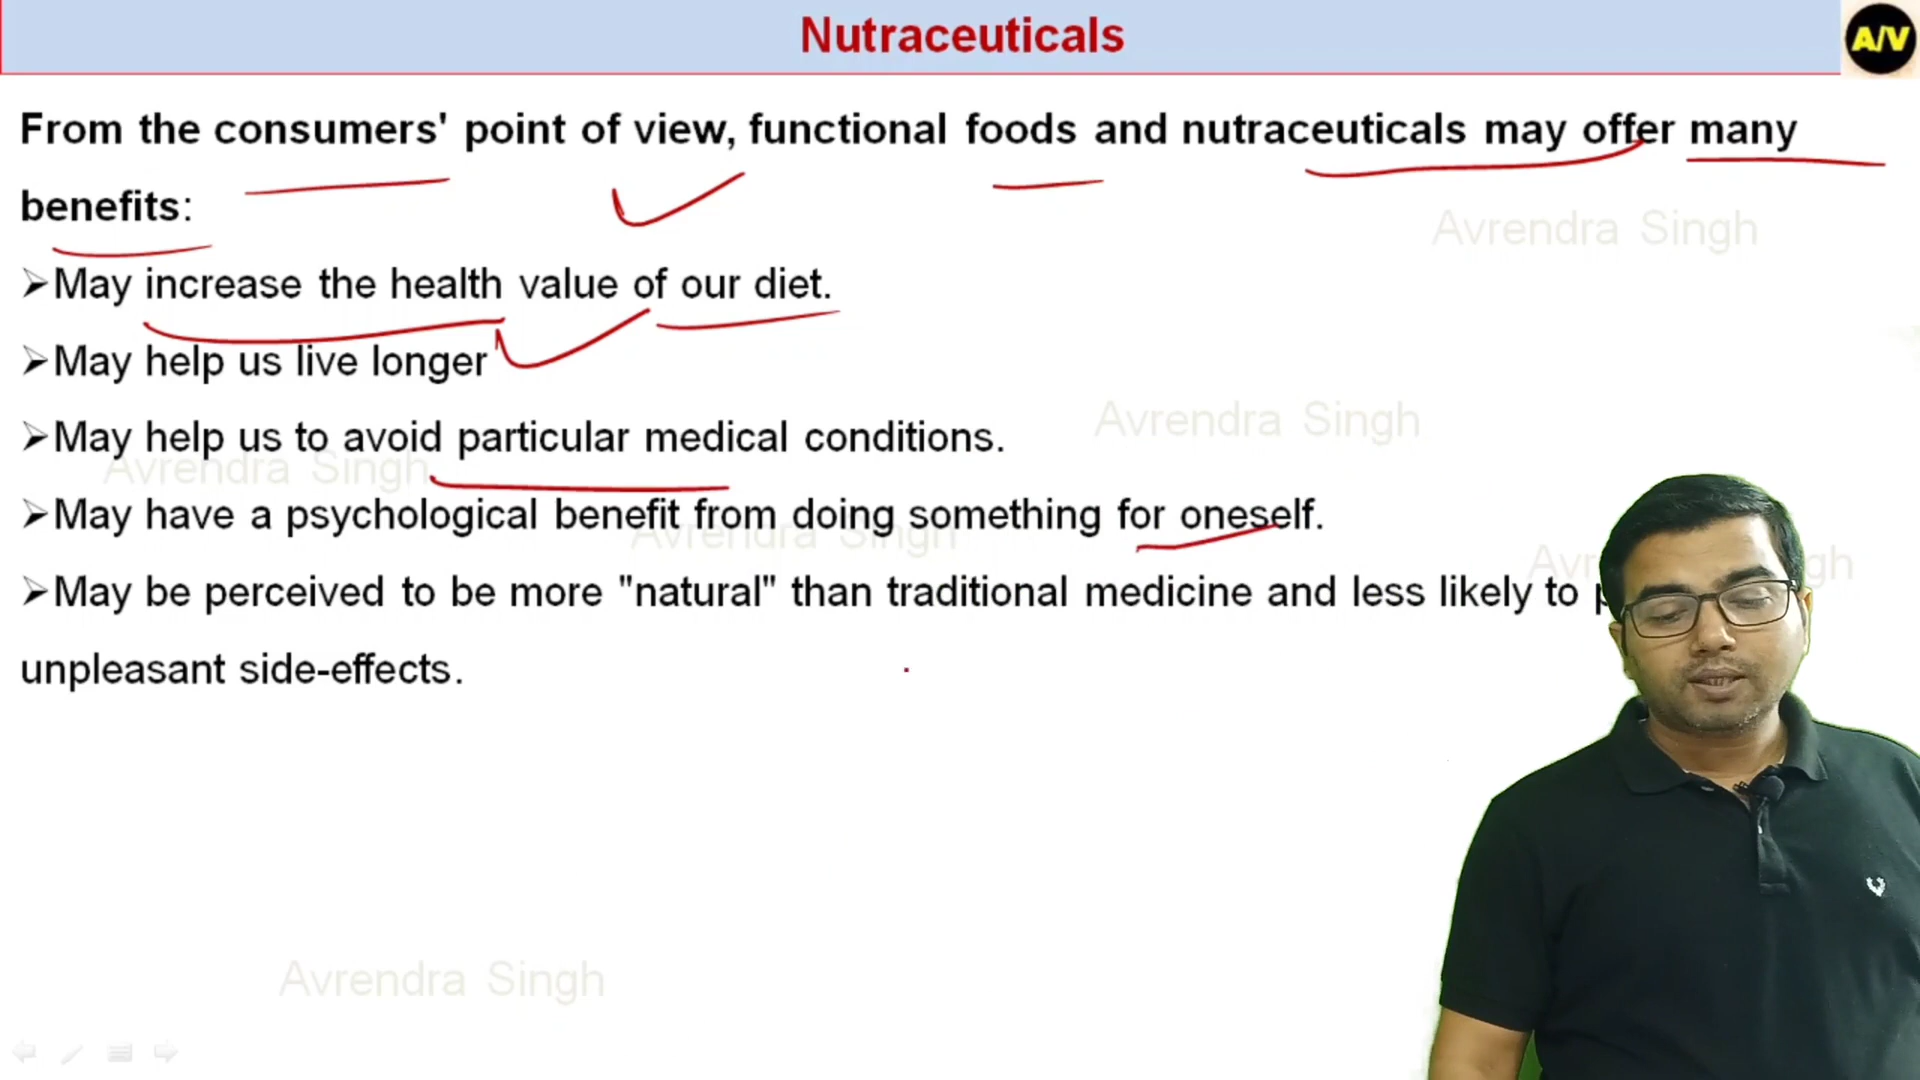 Nutraceuticals
A/V
From the consumers' point of view, functional foods and nutraceuticals may offer many
benefits:
Avrendra Singh
➢May increase the health value of our diet.
➢May help us live longer
Avrendra Singh
➢May help us to avoid particular medical conditions.
Avrendra Singh
➢May have a psychological benefit from doing something for oneself.
Avrendra Singh
➢May be perceived to be more "natural" than traditional medicine and less likely to
unpleasant side-effects.
Avrendra Singh